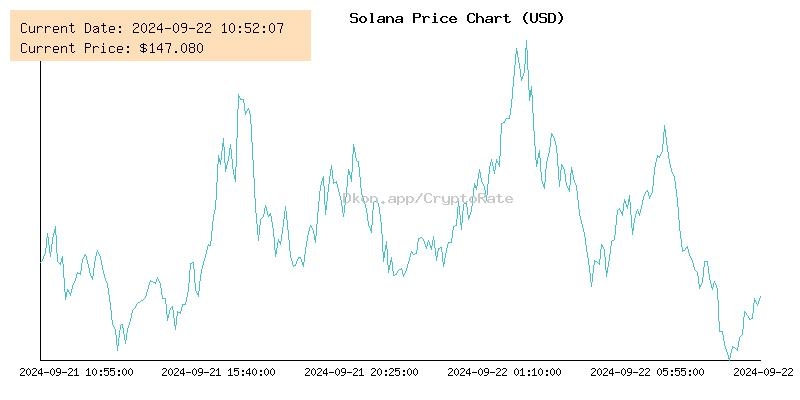 Solana Price Chart (USD)
Current Date: 2024-09-22 10:52:07
Current Price: $147.080
Dkon.app/CryptoRate
2024-09-21 10:55:00 2024-09-21 15:40:00 2024-09-21 20:25:00 2024-09-22 01:10:00 2024-09-22 05:55:00 2024-09-22